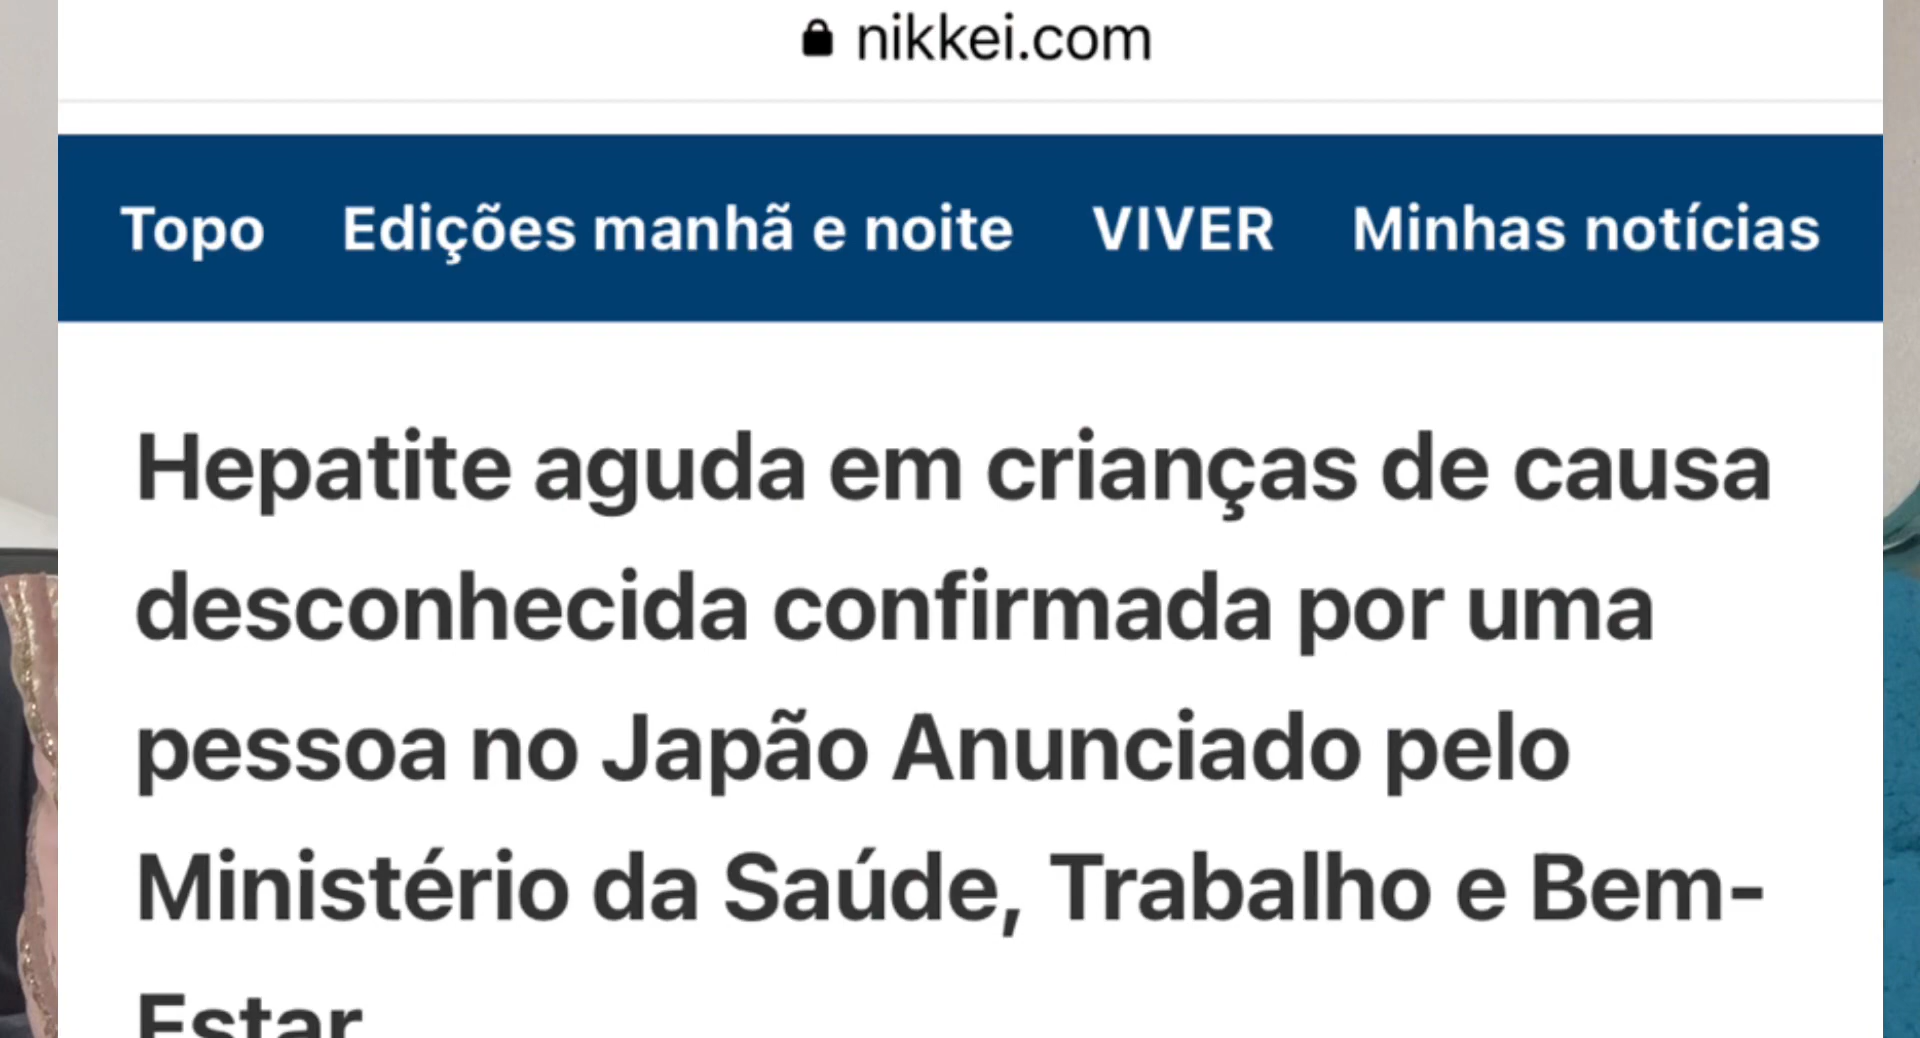 nikkei.com
Topo Edições manhã e noite VIVER Minhas notícias
Hepatite aguda em crianças de causa
desconhecida confirmada por uma
pessoa no Japão Anunciado pelo
Ministério da Saúde, Trabalho e Bem-
Estar